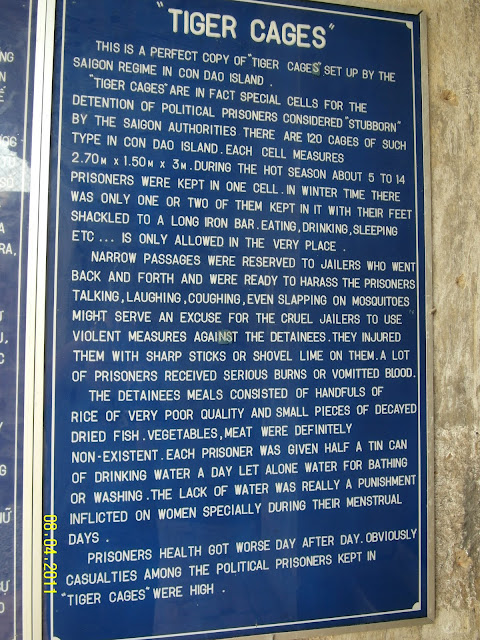 "TIGER CAGES"
THIS IS A PERFECT COPY OF "TIGER CAGES" SET UP BY THE
SAIGON REGIME IN CON DAO ISLAND .
"TIGER CAGES" ARE IN FACT SPECIAL CELLS FOR THE
DETENTION OF POLITICAL PRISONERS CONSIDERED "STUBBORN"
BY THE SAIGON AUTHORITIES THERE ARE 120 CAGES OF SUCH
TYPE IN CON DAO ISLAND . EACH CELL MEASURES
2.70M x 1.50M x 3M . DURING THE HOT SEASON ABOUT 5 TO 14
PRISONERS WERE KEPT IN ONE CELL . IN WINTER TIME THERE
WAS ONLY ONE OR TWO OF THEM KEPT IN IT WITH THEIR FEET
SHACKLED TO A LONG IRON BAR . EATING , DRINKING , SLEEPING
ETC ... IS ONLY ALLOWED IN THE VERY PLACE .
NARROW PASSAGES WERE RESERVED TO JAILERS WHO WENT
BACK AND FORTH AND WERE READY TO HARASS THE PRISONERS
TALKING , LAUGHING , COUGHING , EVEN SLAPPING ON MOSQUITOES
MIGHT SERVE AN EXCUSE FOR THE CRUEL JAILERS TO USE
VIOLENT MEASURES AGAINST THE DETAINEES . THEY INJURED
THEM WITH SHARP STICKS OR SHOVEL LIME ON THEM . A LOT
OF PRISONERS RECEIVED SERIOUS BURNS OR VOMITTED BLOOD .
THE DETAINEES MEALS CONSISTED OF HANDFULS OF
RICE OF VERY POOR QUALITY AND SMALL PIECES OF DECAYED
DRIED FISH . VEGETABLES , MEAT WERE DEFINITELY
NON-EXISTENT . EACH PRISONER WAS GIVEN HALF A TIN CAN
OF DRINKING WATER A DAY LET ALONE WATER FOR BATHING
OR WASHING . THE LACK OF WATER WAS REALLY A PUNISHMENT
INFLICTED ON WOMEN SPECIALLY DURING THEIR MENSTRUAL
DAYS .
PRISONERS HEALTH GOT WORSE DAY AFTER DAY . OBVIOUSLY
CASUALTIES AMONG THE POLITICAL PRISONERS KEPT IN
"TIGER CAGES" WERE HIGH .
06.04.2011